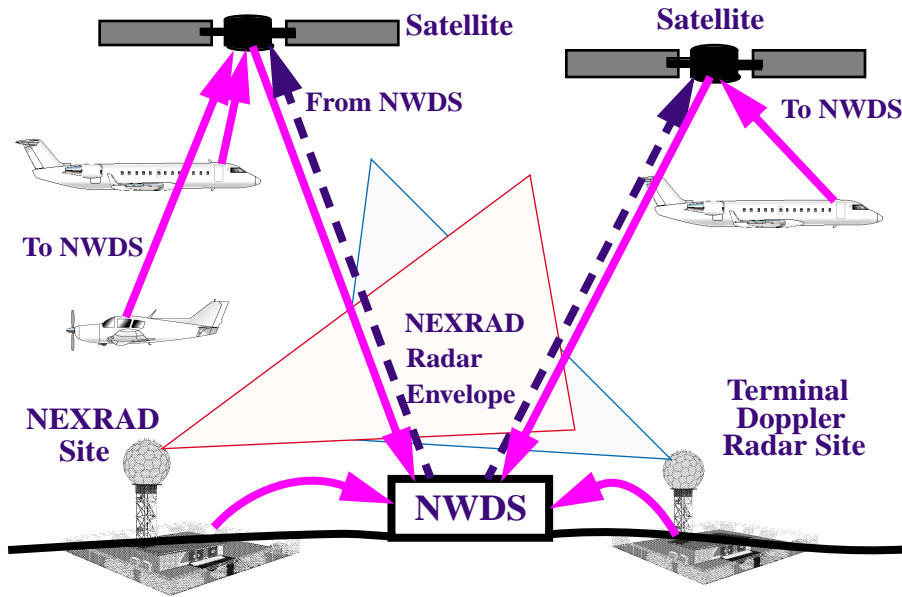 Satellite
Satellite
From NWDS
To NWDS
To NWDS
NEXRAD
Radar
Envelope
NEXRAD
Site
Terminal
Doppler
Radar Site
NWDS